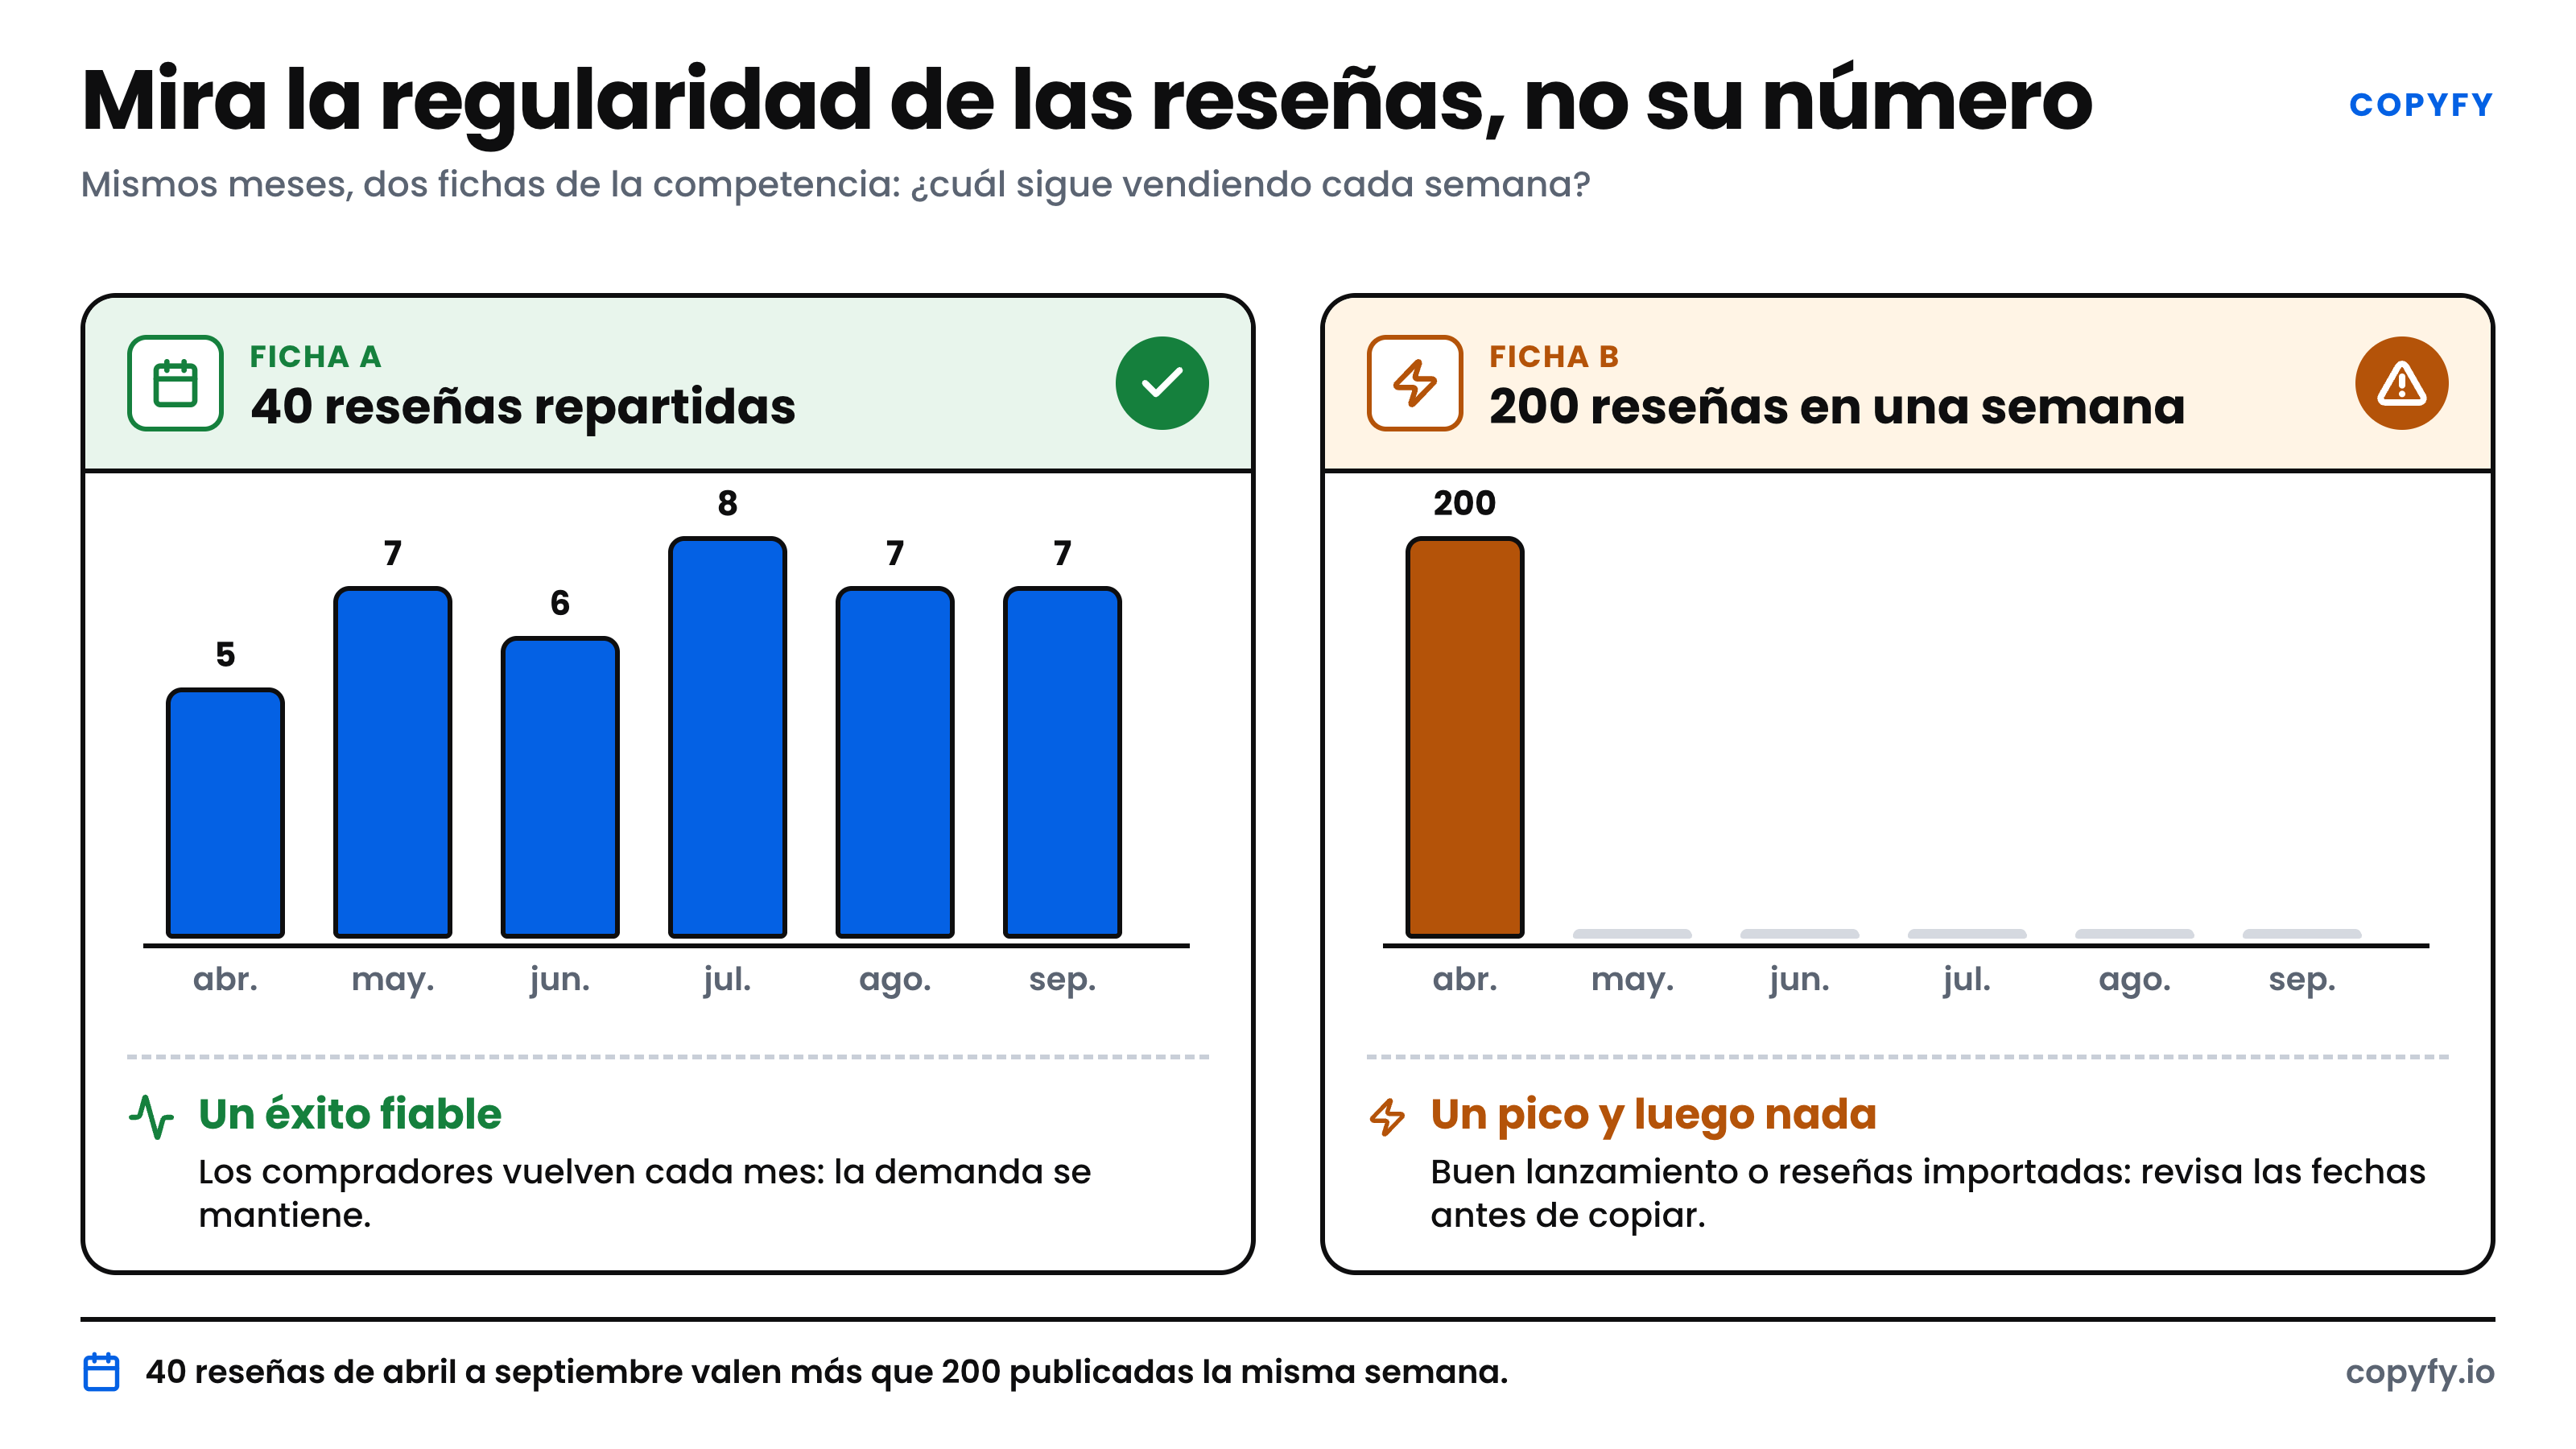 Mira la regularidad de las reseñas, no su número
COPYFY
Mismos meses, dos fichas de la competencia: ¿cuál sigue vendiendo cada semana?
FICHA A
40 reseñas repartidas
5
7
6
8
7
7
abr.
may.
jun.
jul.
ago.
sep.
Un éxito fiable
Los compradores vuelven cada mes: la demanda se
mantiene.
FICHA B
200 reseñas en una semana
200
abr.
may.
jun.
jul.
ago.
sep.
Un pico y luego nada
Buen lanzamiento o reseñas importadas: revisa las fechas
antes de copiar.
40 reseñas de abril a septiembre valen más que 200 publicadas la misma semana.
copyfy.io